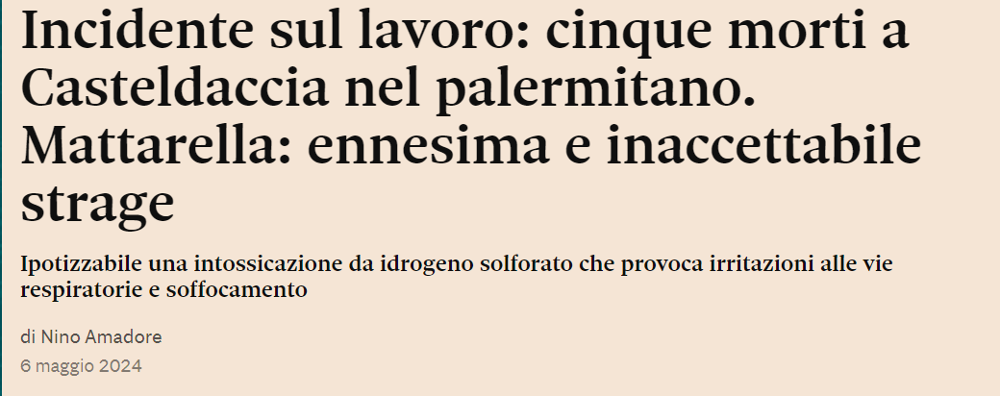 Incidente sul lavoro: cinque morti a
Casteldaccia nel palermitano.
Mattarella: ennesima e inaccettabile
strage
Ipotizzabile una intossicazione da idrogeno solforato che provoca irritazioni alle vie
respiratorie e soffocamento
di Nino Amadore
6 maggio 2024